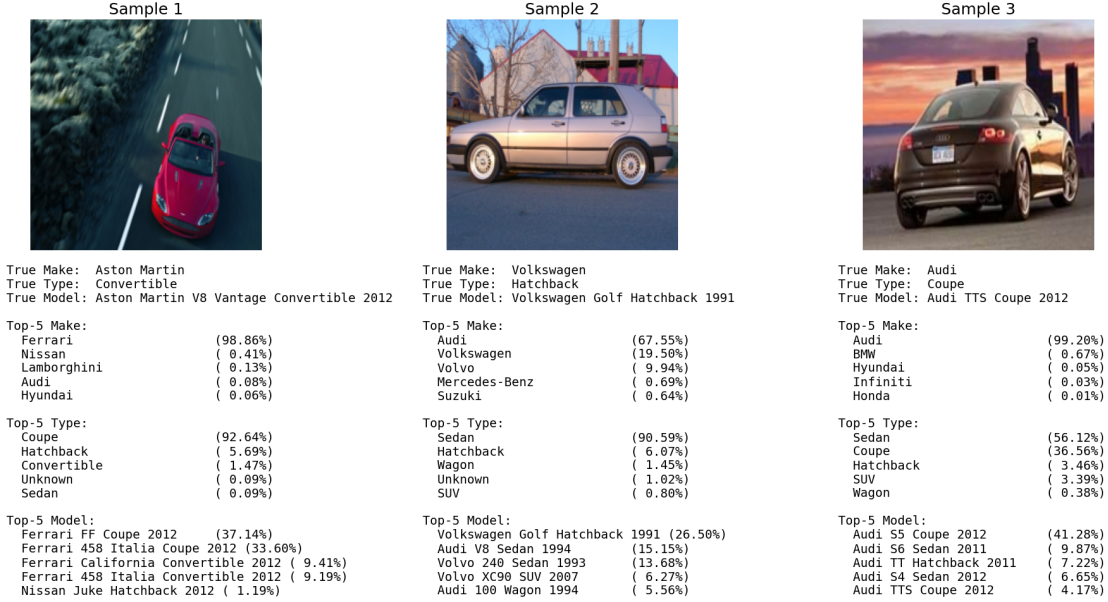 Sample 1
True Make:  Aston Martin
True Type:  Convertible
True Model: Aston Martin V8 Vantage Convertible 2012
Top-5 Make:
Ferrari (98.86%)
Nissan ( 0.41%)
Lamborghini ( 0.13%)
Audi ( 0.08%)
Hyundai ( 0.06%)
Top-5 Type:
Coupe (92.64%)
Hatchback ( 5.69%)
Convertible ( 1.47%)
Unknown ( 0.09%)
Sedan ( 0.09%)
Top-5 Model:
Ferrari FF Coupe 2012 (37.14%)
Ferrari 458 Italia Coupe 2012 (33.60%)
Ferrari California Convertible 2012 ( 9.41%)
Ferrari 458 Italia Convertible 2012 ( 9.19%)
Nissan Juke Hatchback 2012 ( 1.19%)
Sample 2
True Make:  Volkswagen
True Type:  Hatchback
True Model: Volkswagen Golf Hatchback 1991
Top-5 Make:
Audi (67.55%)
Volkswagen (19.50%)
Volvo ( 9.94%)
Mercedes-Benz ( 0.69%)
Suzuki ( 0.64%)
Top-5 Type:
Sedan (90.59%)
Hatchback ( 6.07%)
Wagon ( 1.45%)
Unknown ( 1.02%)
SUV ( 0.80%)
Top-5 Model:
Volkswagen Golf Hatchback 1991 (26.50%)
Audi V8 Sedan 1994 (15.15%)
Volvo 240 Sedan 1993 (13.68%)
Volvo XC90 SUV 2007 ( 6.27%)
Audi 100 Wagon 1994 ( 5.56%)
Sample 3
True Make:  Audi
True Type:  Coupe
True Model: Audi TTS Coupe 2012
Top-5 Make:
Audi (99.20%)
BMW ( 0.67%)
Hyundai ( 0.05%)
Infiniti ( 0.03%)
Honda ( 0.01%)
Top-5 Type:
Sedan (56.12%)
Coupe (36.56%)
Hatchback ( 3.46%)
SUV ( 3.39%)
Wagon ( 0.38%)
Top-5 Model:
Audi S5 Coupe 2012 (41.28%)
Audi S6 Sedan 2011 ( 9.87%)
Audi TT Hatchback 2011 ( 7.22%)
Audi S4 Sedan 2012 ( 6.65%)
Audi TTS Coupe 2012 ( 4.17%)